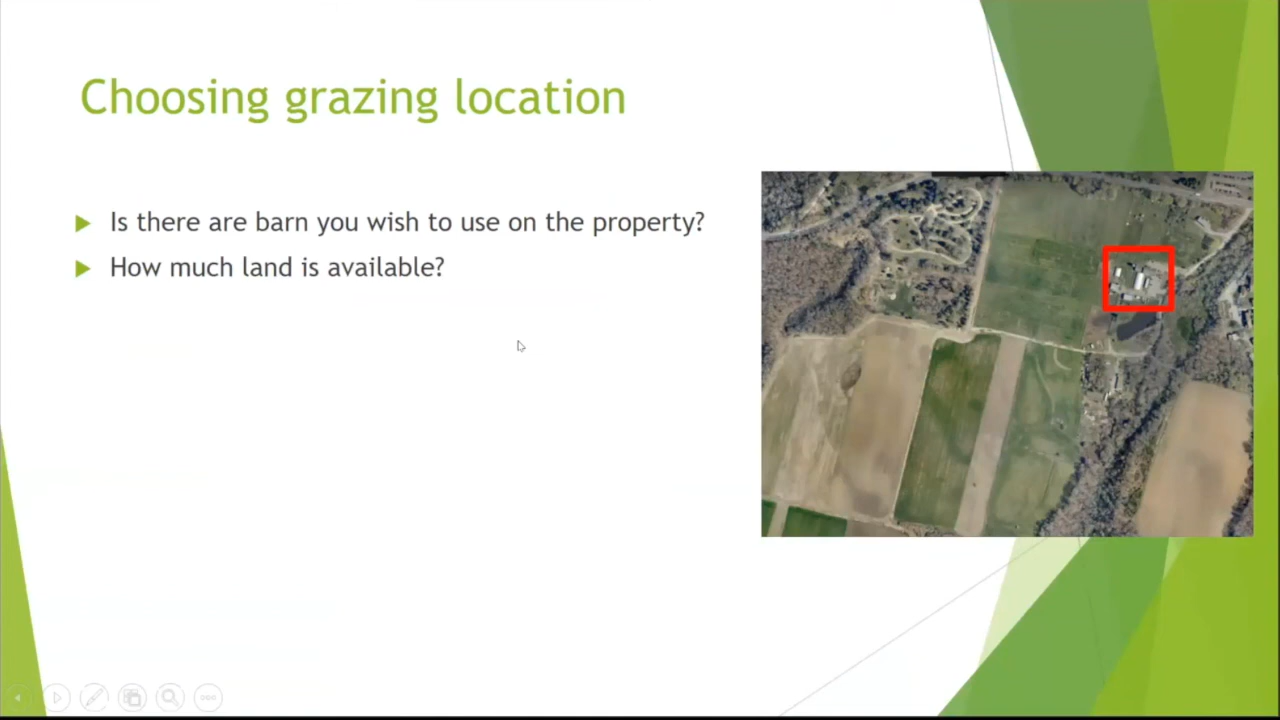 Choosing grazing location
Is there are barn you wish to use on the property?
How much land is available?